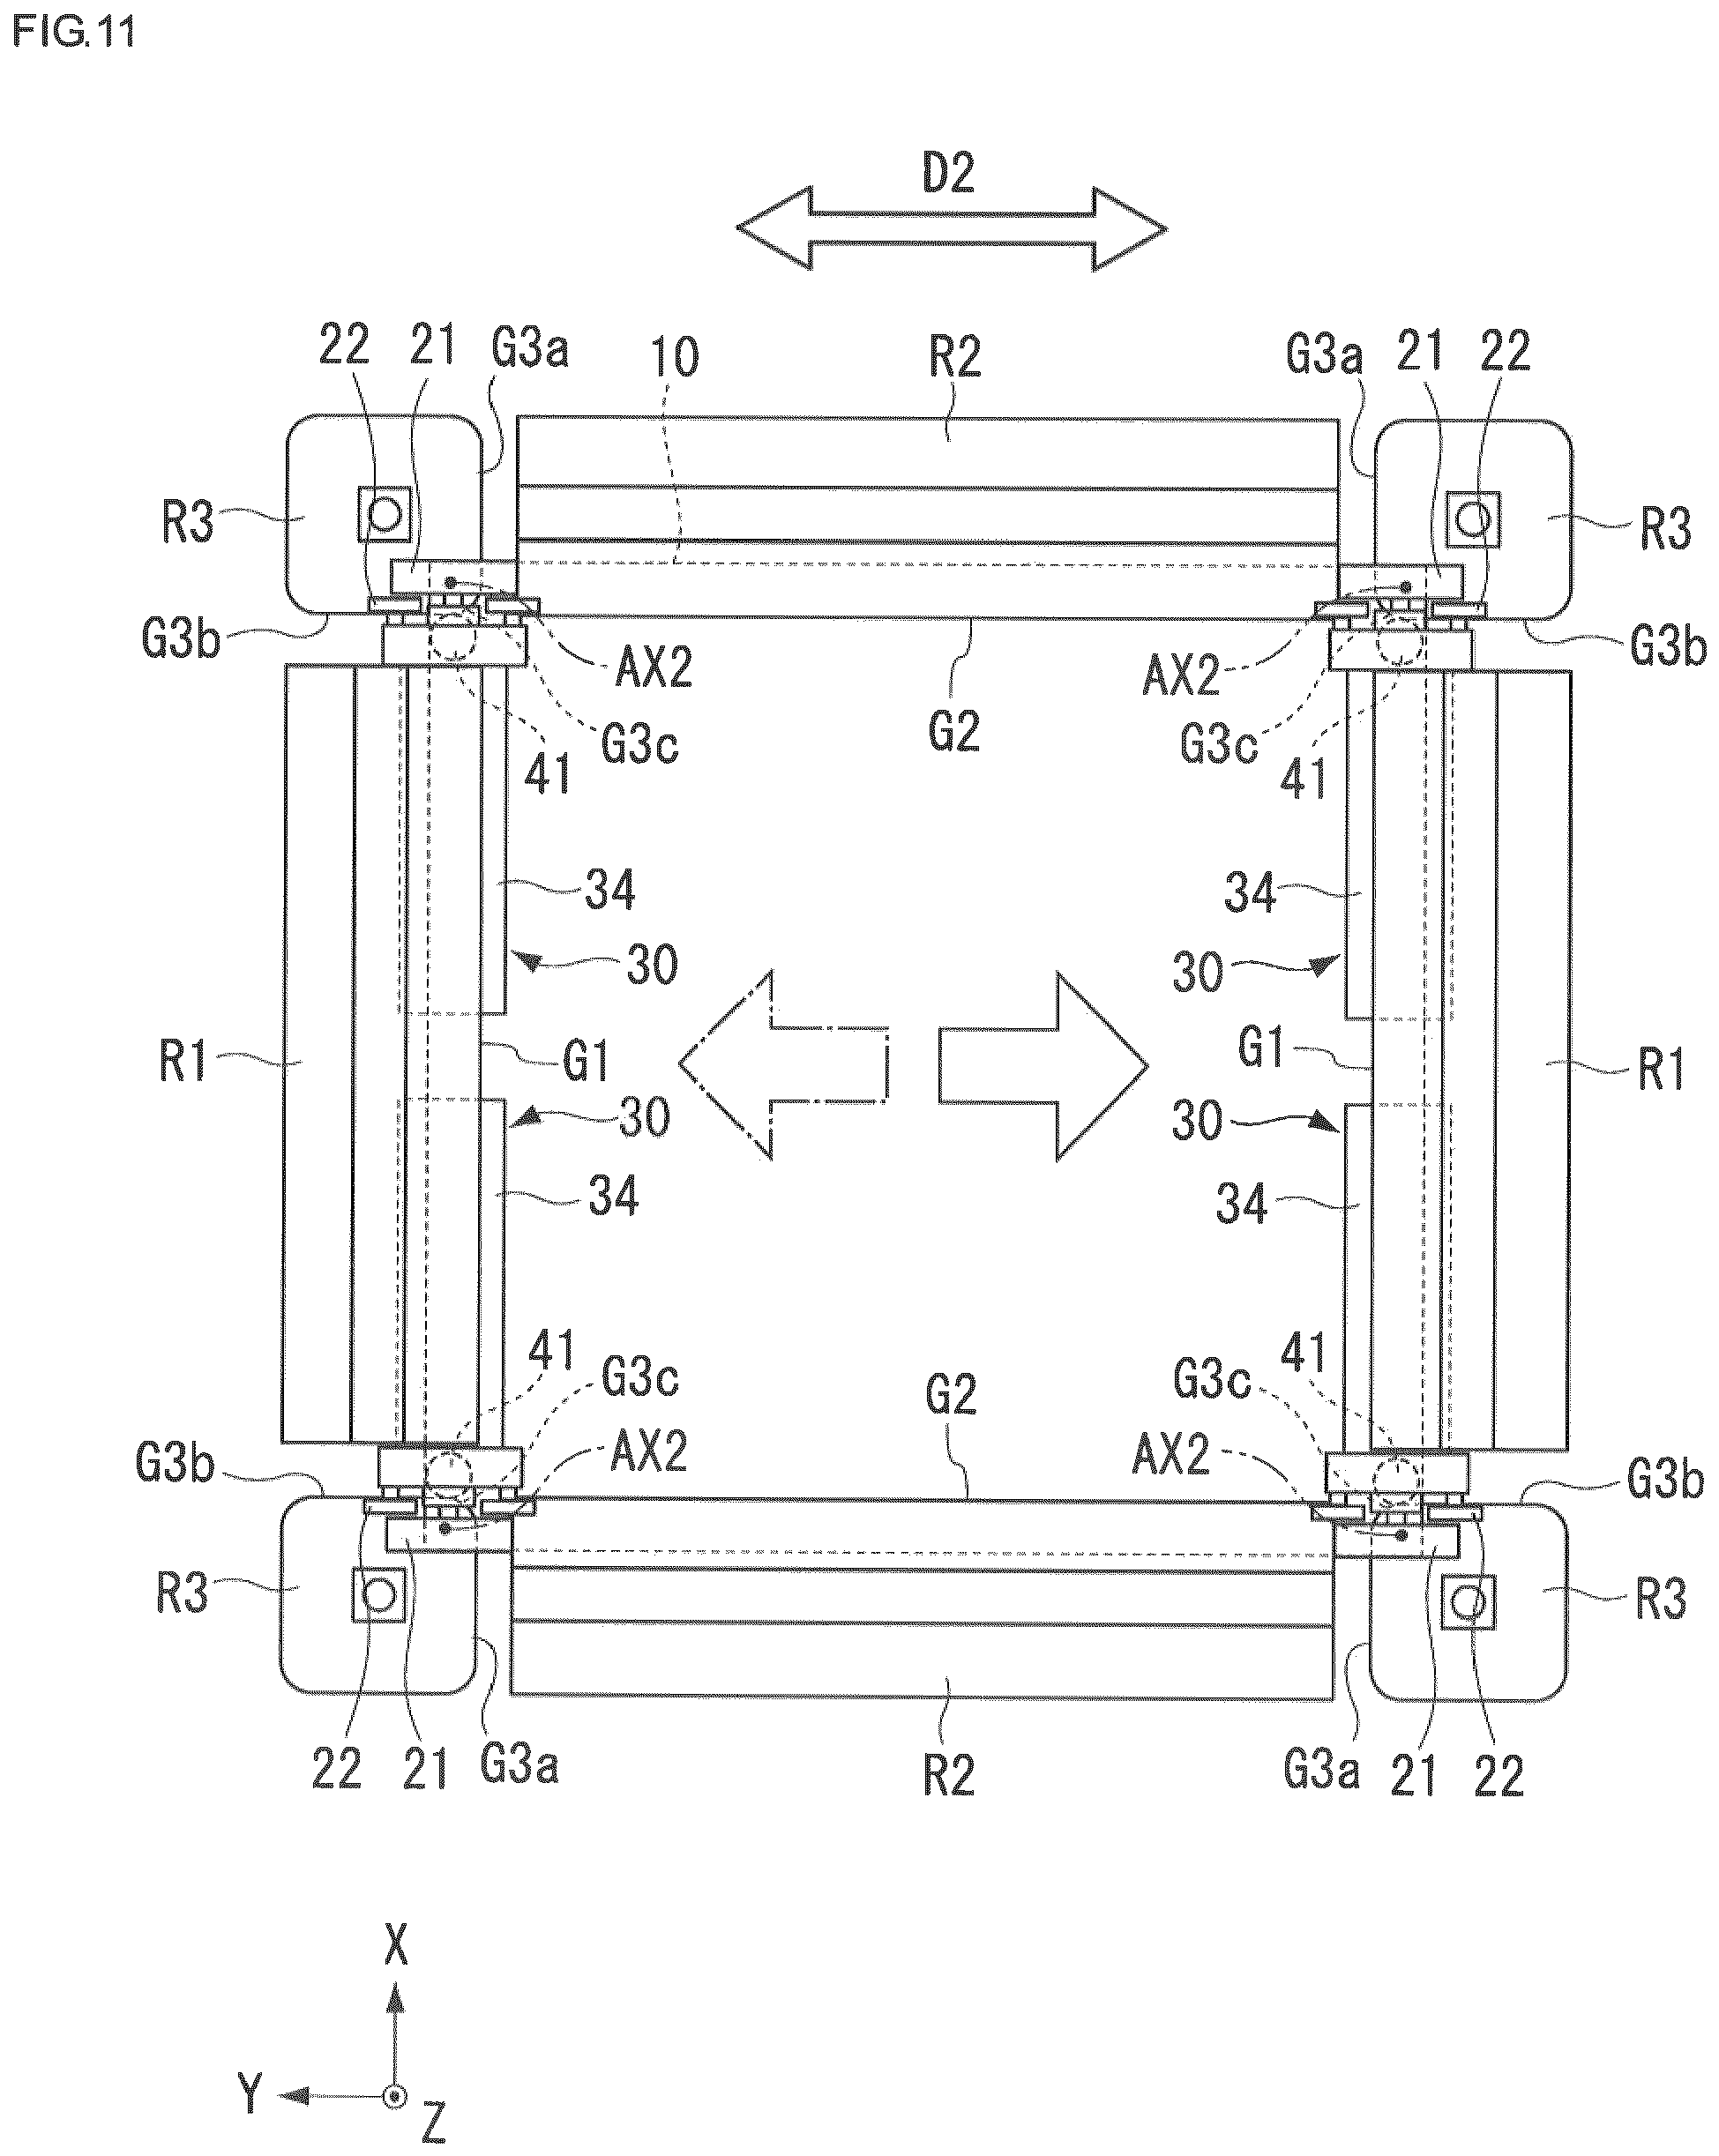 FIG.11
D2
22 21 G3a 10 R2 G3a 21 22
R3 R3
G3b AX2 AX2 G3b
G2
G3c G3c
41 41
34 34
30 30
R1 G1 G1 R1
30 30
34 34
41 G3c G2 G3c 41
G3b AX2 AX2 G3b
R3 R3
22 21 G3a R2 G3a 21 22
X
Y Z